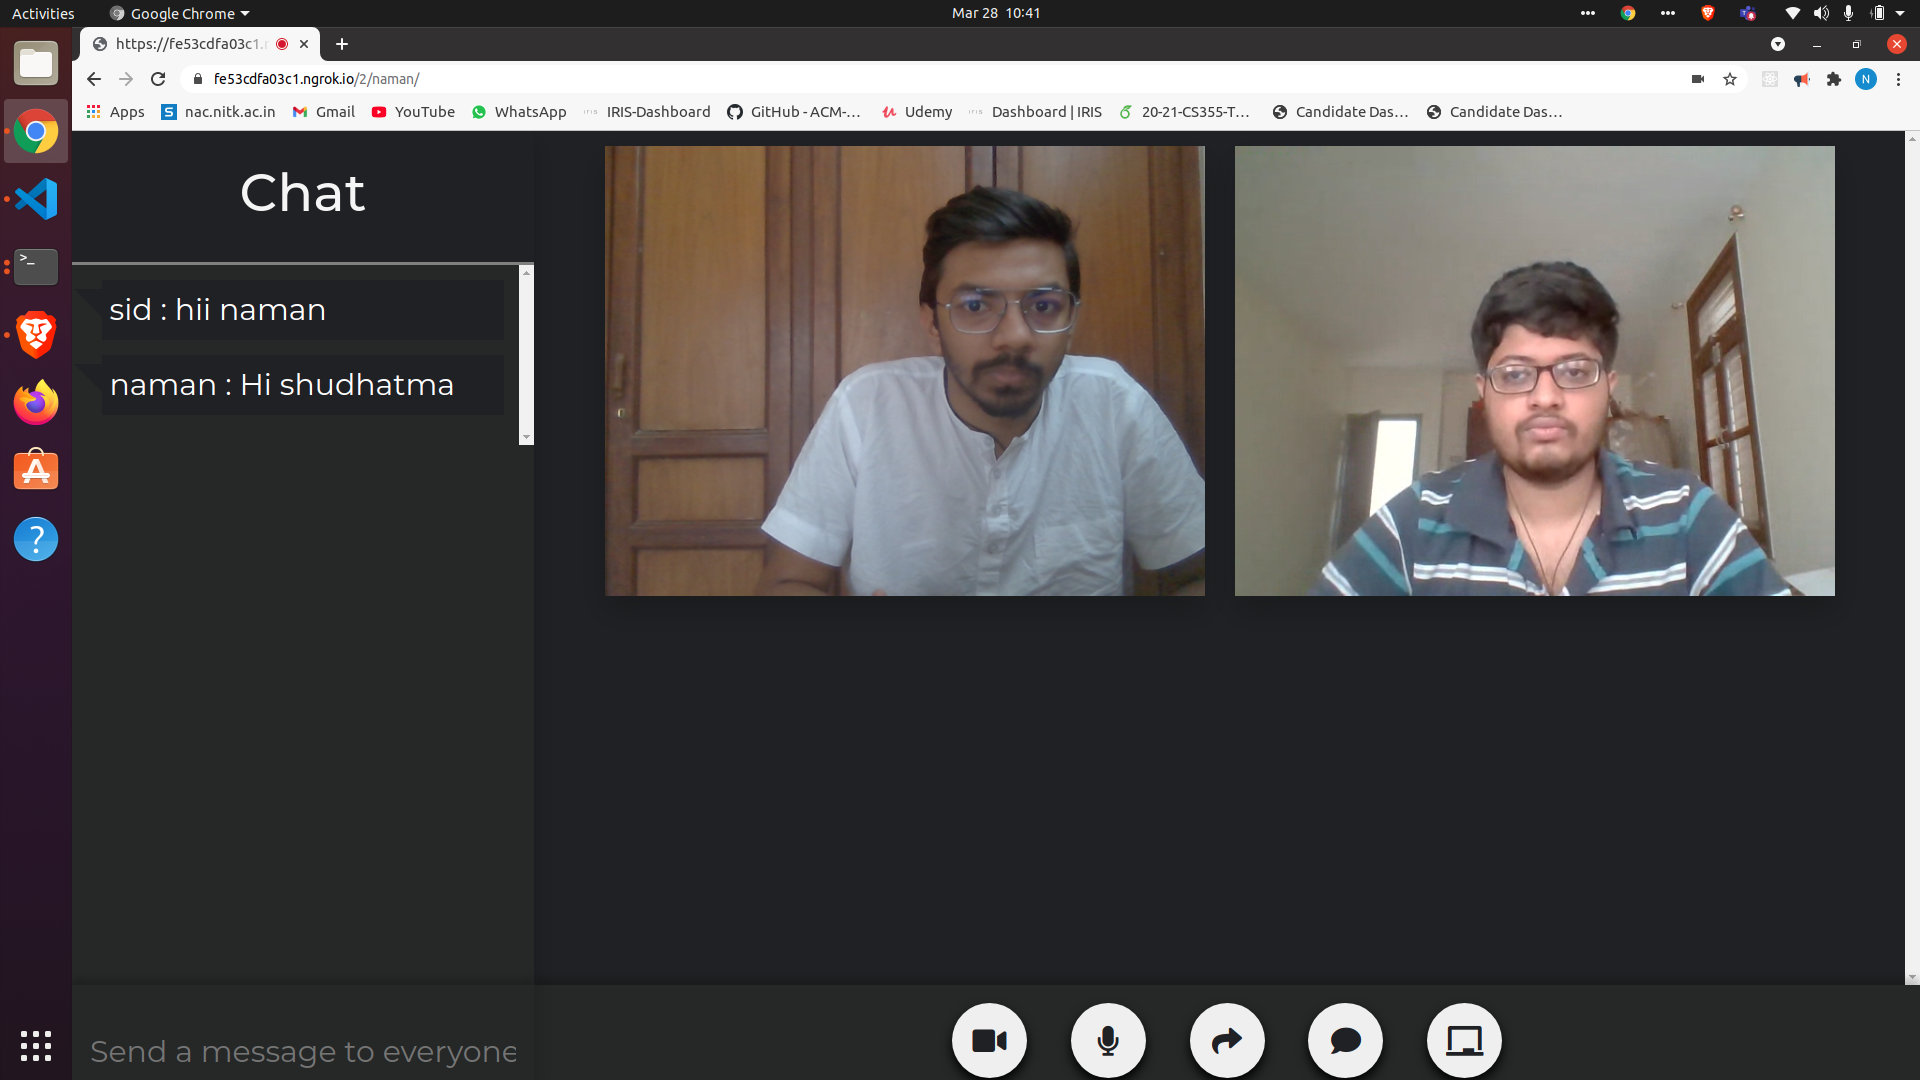 Activities
Google Chrome
Mar 28 10:41
https://fe53cdfa03c1.
fe53cdfa03c1.ngrok.io/2/naman/
N
Apps
nac.nitk.ac.in
Gmail
YouTube
WhatsApp
IRIS-Dashboard
GitHub - ACM-...
Udemy
Dashboard | IRIS
20-21-CS355-T...
Candidate Das...
Candidate Das...
Chat
sid : hii naman
naman : Hi shudhatma
Send a message to everyone